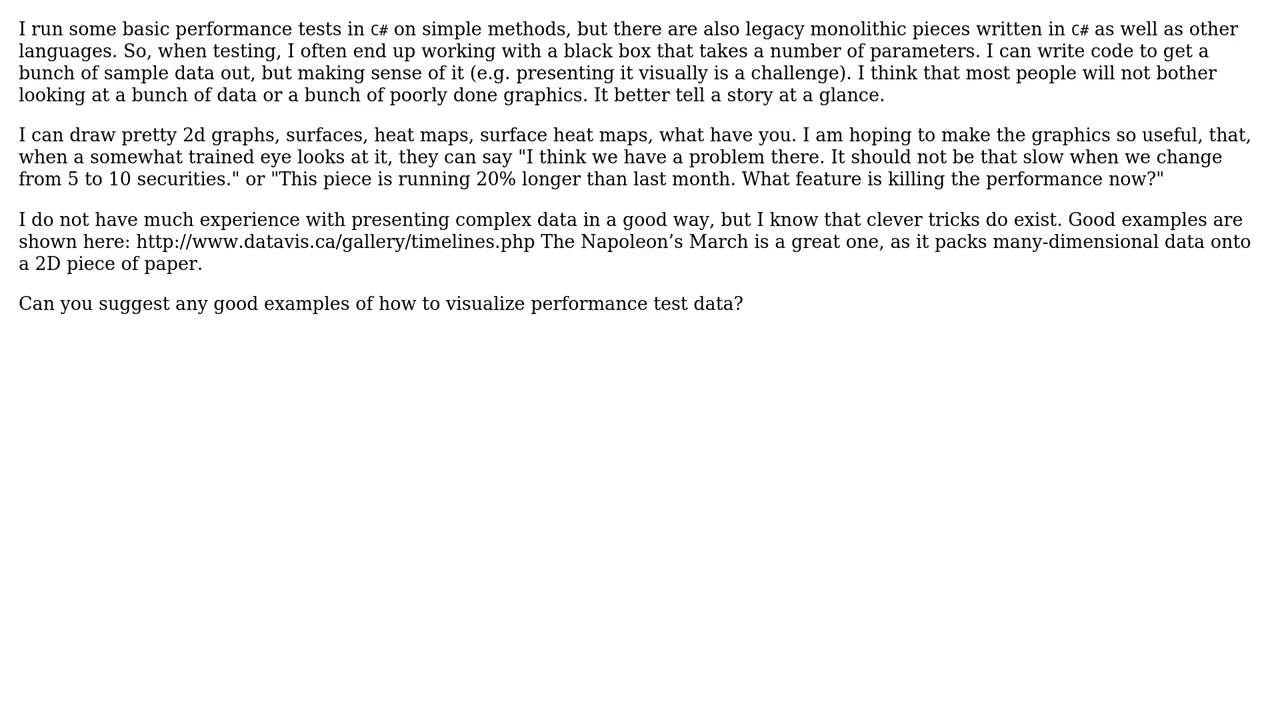 I run some basic performance tests in C# on simple methods, but there are also legacy monolithic pieces written in C# as well as other
languages. So, when testing, I often end up working with a black box that takes a number of parameters. I can write code to get a
bunch of sample data out, but making sense of it (e.g. presenting it visually is a challenge). I think that most people will not bother
looking at a bunch of data or a bunch of poorly done graphics. It better tell a story at a glance.
I can draw pretty 2d graphs, surfaces, heat maps, surface heat maps, what have you. I am hoping to make the graphics so useful, that,
when a somewhat trained eye looks at it, they can say "I think we have a problem there. It should not be that slow when we change
from 5 to 10 securities." or "This piece is running 20% longer than last month. What feature is killing the performance now?"
I do not have much experience with presenting complex data in a good way, but I know that clever tricks do exist. Good examples are
shown here: http://www.datavis.ca/gallery/timelines.php The Napoleon’s March is a great one, as it packs many-dimensional data onto
a 2D piece of paper.
Can you suggest any good examples of how to visualize performance test data?